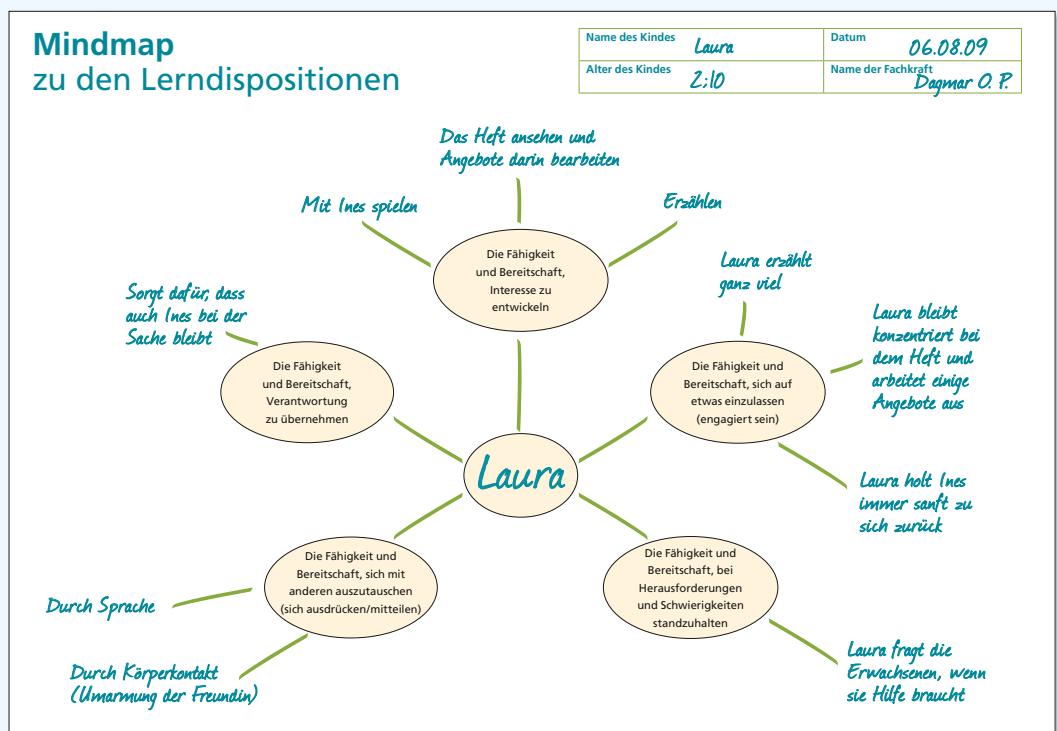 Mindmap
zu den Lerndispositionen
Name des Kindes Laura
Datum 06.08.09
Alter des Kindes 2;10
Name der Fachkraft Dagmar O. P.
Das Heft ansehen und
Angebote darin bearbeiten
Mit Ines spielen
Erzählen
Die Fähigkeit
und Bereitschaft,
Interesse zu
entwickeln
Laura erzählt
ganz viel
Sorgt dafür, dass
auch Ines bei der
Sache bleibt
Laura bleibt
konzentriert bei
dem Heft und
arbeitet einige
Angebote aus
Die Fähigkeit
und Bereitschaft,
Verantwortung
zu übernehmen
Die Fähigkeit und
Bereitschaft, sich auf
etwas einzulassen
(engagiert sein)
Laura
Laura holt Ines
immer sanft zu
sich zurück
Die Fähigkeit und
Bereitschaft, sich mit
anderen auszutauschen
(sich ausdrücken/mitteilen)
Die Fähigkeit und
Bereitschaft, bei
Herausforderungen
und Schwierigkeiten
standzuhalten
Durch Sprache
Durch Körperkontakt
(Umarmung der Freundin)
Laura fragt die
Erwachsenen, wenn
sie Hilfe braucht